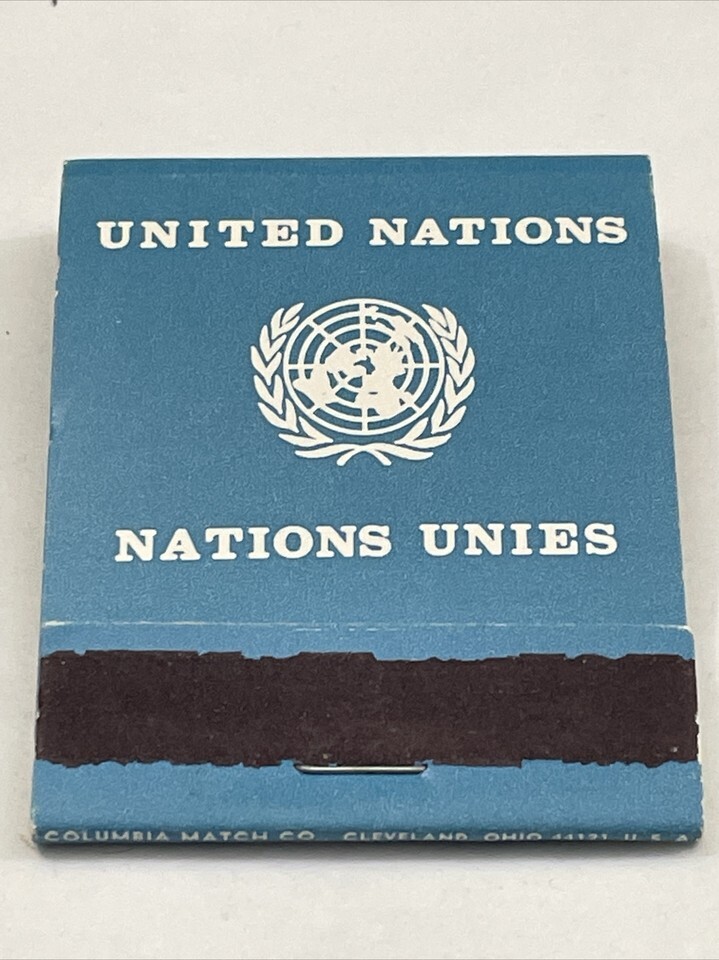 UNITED NATIONS
NATIONS UNIES
COLUMBIA MATCH CO. CLEVELAND, OHIO 44121 U.S.A.